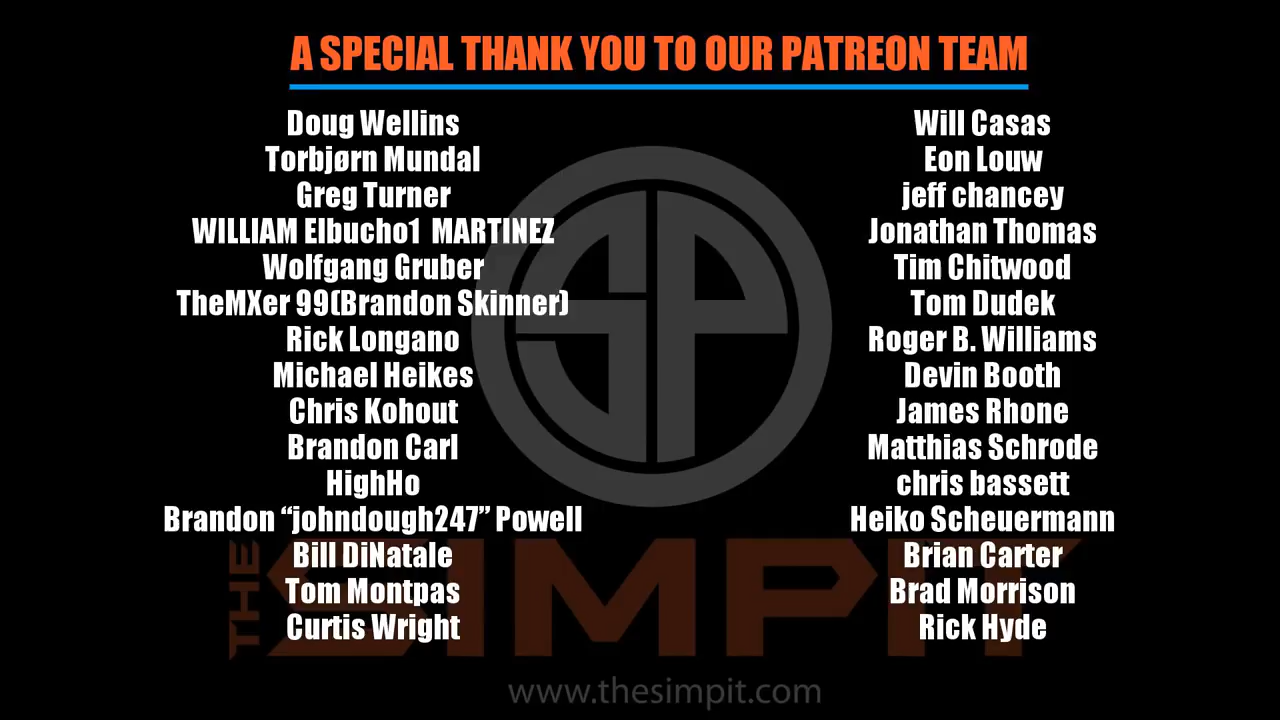 A SPECIAL THANK YOU TO OUR PATREON TEAM
Doug Wellins
Torbjørn Mundal
Greg Turner
WILLIAM Elbucho1  MARTINEZ
Wolfgang Gruber
TheMXer 99(Brandon Skinner)
Rick Longano
Michael Heikes
Chris Kohout
Brandon Carl
HighHo
Brandon “johndough247” Powell
Bill DiNatale
Tom Montpas
Curtis Wright
Will Casas
Eon Louw
jeff chancey
Jonathan Thomas
Tim Chitwood
Tom Dudek
Roger B. Williams
Devin Booth
James Rhone
Matthias Schrode
chris bassett
Heiko Scheuermann
Brian Carter
Brad Morrison
Rick Hyde
SP
THE SIMPIT
www.thesimpit.com